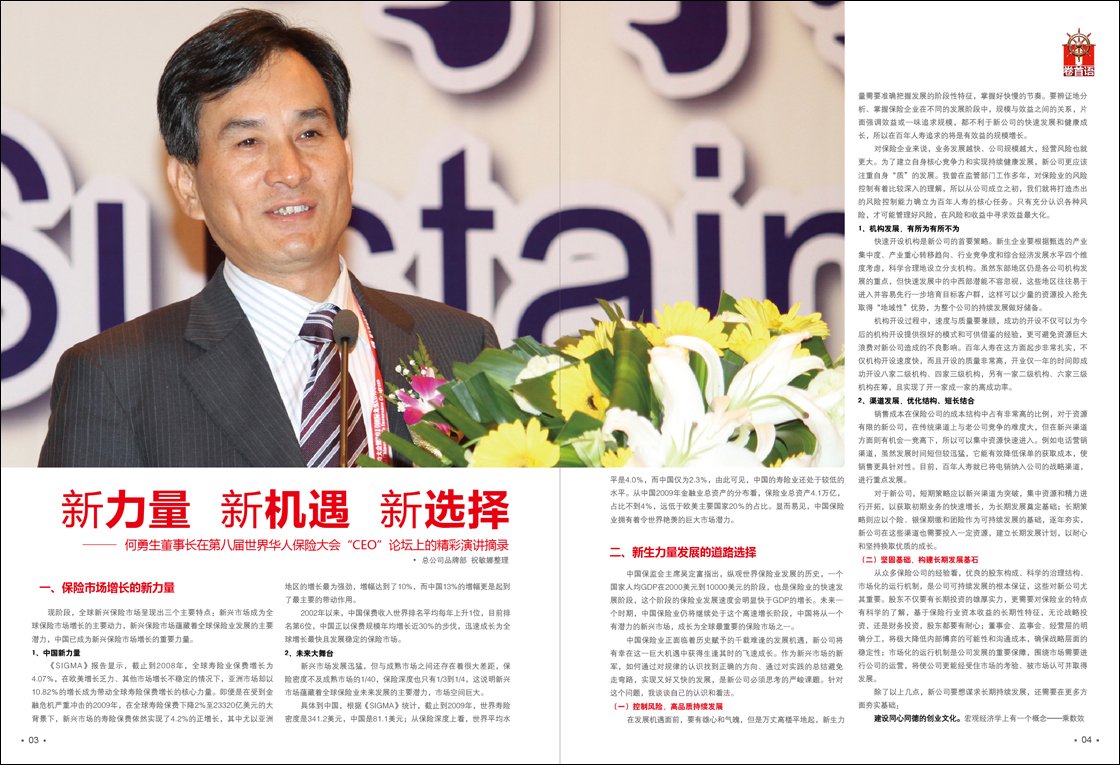 Sustain
新力量 新机遇 新选择
—— 何勇生董事长在第八届世界华人保险大会“CEO”论坛上的精彩演讲摘录
• 总公司品牌部 祝敏娜整理
一、保险市场增长的新力量
现阶段，全球新兴保险市场呈现出三个主要特点：新兴市场成为全
球保险市场增长的主要动力，新兴保险市场蕴藏着全球保险业发展的主要
潜力，中国已成为新兴保险市场增长的重要力量。
1、中国新力量
《SIGMA》报告显示，截止到2008年，全球寿险业保费增长为
4.07%，在欧美增长乏力、其他市场增长不稳定的情况下，亚洲市场却以
10.82%的增长成为带动全球寿险保费增长的核心力量。即便是在受到金
融危机严重冲击的2009年，在全球寿险保费下降2%至23320亿美元的大
背景下，新兴市场的寿险保费依然实现了4.2%的正增长，其中尤以亚洲
地区的增长最为强劲，增幅达到了10%，而中国13%的增幅更是起到
了最主要的带动作用。
2002年以来，中国保费收入世界排名平均每年上升1位，目前排
名第6位，中国正以保费规模年均增长近30%的步伐，迅速成长为全
球增长最快且发展稳定的保险市场。
2、未来大舞台
新兴市场发展迅猛，但与成熟市场之间还存在着很大差距，保
险密度不及成熟市场的1/40，保险深度也只有1/3到1/4，这说明新兴
市场蕴藏着全球保险业未来发展的主要潜力，市场空间巨大。
具体到中国，根据《SIGMA》统计，截止到2009年，世界寿险
密度是341.2美元，中国是81.1美元；从保险深度上看，世界平均水
平是4.0%，而中国仅为2.3%，由此可见，中国的寿险业还处于较低的
水平。从中国2009年金融业总资产的分布看，保险业总资产4.1万亿，
占比不到4%，远低于欧美主要国家20%的占比。显而易见，中国保险
业拥有着令世界艳羡的巨大市场潜力。
二、新生力量发展的道路选择
中国保监会主席吴定富指出，纵观世界保险业发展的历史，一个
国家人均GDP在2000美元到10000美元的阶段，也是保险业的快速发
展阶段，这个阶段的保险业发展速度会明显快于GDP的增长。未来一
个时期，中国保险业仍将继续处于这个高速增长阶段，中国将从一个
有潜力的新兴市场，成长为全球最重要的保险市场之一。
中国保险业正面临着历史赋予的千载难逢的发展机遇，新公司将
有幸在这一巨大机遇中获得生逢其时的飞速成长。作为新兴市场的新
军，如何通过对规律的认识找到正确的方向、通过对实践的总结避免
走弯路，实现又好又快的发展，是新公司必须思考的严峻课题。针对
这个问题，我谈谈自己的认识和看法。
（一）控制风险、高品质持续发展
在发展机遇面前，要有雄心和气魄，但是万丈高楼平地起，新生力
卷首语
量需要准确把握发展的阶段性特征，掌握好快慢的节奏。要辨证地分
析、掌握保险企业在不同的发展阶段中，规模与效益之间的关系，片
面强调效益或一味追求规模，都不利于新公司的快速发展和健康成
长，所以在百年人寿追求的将是有效益的规模增长。
对保险企业来说，业务发展越快、公司规模越大，经营风险也就
更大。为了建立自身核心竞争力和实现持续健康发展，新公司更应该
注重自身“质”的发展。我曾在监管部门工作多年，对保险业的风险
控制有着比较深入的理解，所以从公司成立之初，我们就将打造杰出
的风险控制能力确立为百年人寿的核心任务。只有充分认识各种风
险，才可能管理好风险，在风险和收益中寻求效益最大化。
1、机构发展、有所为有所不为
快速开设机构是新公司的首要策略。新生企业要根据甄选的产业
集中度、产业重心转移趋向、行业竞争度和综合经济发展水平四个维
度考虑，科学合理地设立分支机构。虽然东部地区仍是各公司机构发
展的重点，但快速发展中的中西部潜能不容忽视，这些地区往往易于
进入并容易先行一步培育目标客户群，这样可以少量的资源投入抢先
取得“地域性”优势，为整个公司的持续发展做好储备。
机构开设过程中，速度与质量要兼顾，成功的开设不仅可以为今
后的机构开设提供很好的模式和可供借鉴的经验，更可避免资源巨大
浪费对新公司造成的不良影响。百年人寿在这方面起步非常扎实，不
仅机构开设速度快，而且开设的质量非常高，开业仅一年的时间即成
功开设八家二级机构、四家三级机构，另有一家二级机构、六家三级
机构在筹，且实现了开一家成一家的高成功率。
2、渠道发展、优化结构、短长结合
销售成本在保险公司的成本结构中占有非常高的比例，对于资源
有限的新公司，在传统渠道上与老公司竞争的难度大，但在新兴渠道
方面则有机会一竞高下，所以可以集中资源快速进入。例如电话营销
渠道，虽然发展时间短但较迅猛，它能有效降低保单的获取成本，使
销售更具针对性。目前，百年人寿就已将电销纳入公司的战略渠道，
进行重点发展。
对于新公司，短期策略应以新兴渠道为突破，集中资源和精力进
行开拓，以获取初期业务的快速增长，为长期发展奠定基础；长期策
略则应以个险、银保期缴和团险作为可持续发展的基础，逐年夯实，
新公司在这些渠道也需要投入一定资源，建立长期发展计划，以耐心
和坚持换取优质的成长。
（二）坚固基础、构建长期发展基石
从众多保险公司的经验看，优良的股东构成、科学的治理结构、
市场化的运行机制，是公司可持续发展的根本保证，这些对新公司尤
其重要。股东不仅要有长期投资的雄厚实力，更需要对保险业的特点
有科学的了解，基于保险行业资本收益的长期性特征，无论战略投
资，还是财务投资，股东都要有耐心；董事会、监事会、经营层的明
确分工，将极大降低内部博弈的可能性和沟通成本，确保战略层面的
稳定性；市场化的运行机制是公司发展的重要保障，围绕市场需要进
行公司的运营，将使公司更能经受住市场的考验、被市场认可并取得
发展。
除了以上几点，新公司要想谋求长期持续发展，还需要在更多方
面夯实基础：
建设同心同德的创业文化。宏观经济学上有一个概念——乘数效
• 03 •
• 04 •